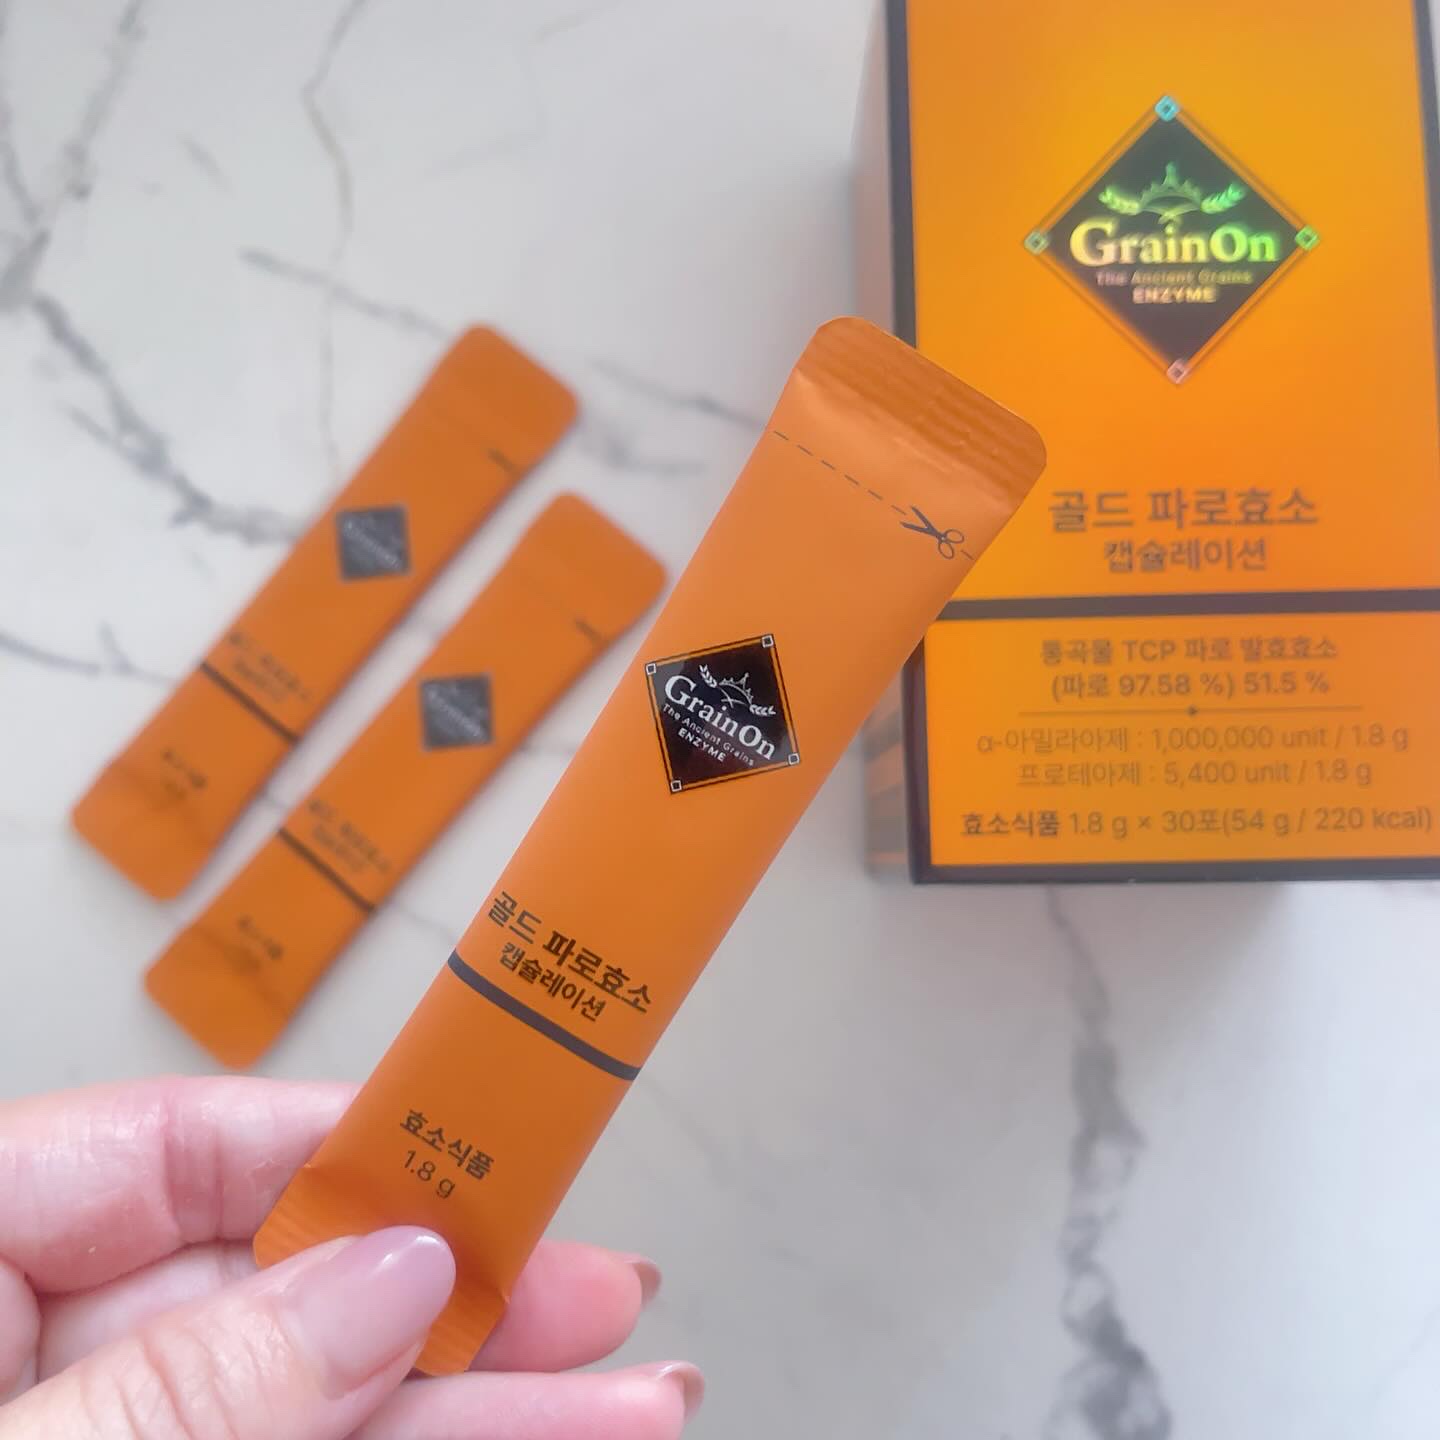 GrainOn
The Ancient Grains
ENZYME
골드 파로효소
캡슐레이션
통곡물 TCP 파로 발효효소
(파로 97.58 %) 51.5 %
α-아밀라아제 : 1,000,000 unit / 1.8 g
프로테아제 : 5,400 unit / 1.8 g
효소식품 1.8 g × 30포(54 g / 220 kcal)
GrainOn
The Ancient Grains
ENZYME
골드 파로효소
캡슐레이션
효소식품
1.8 g